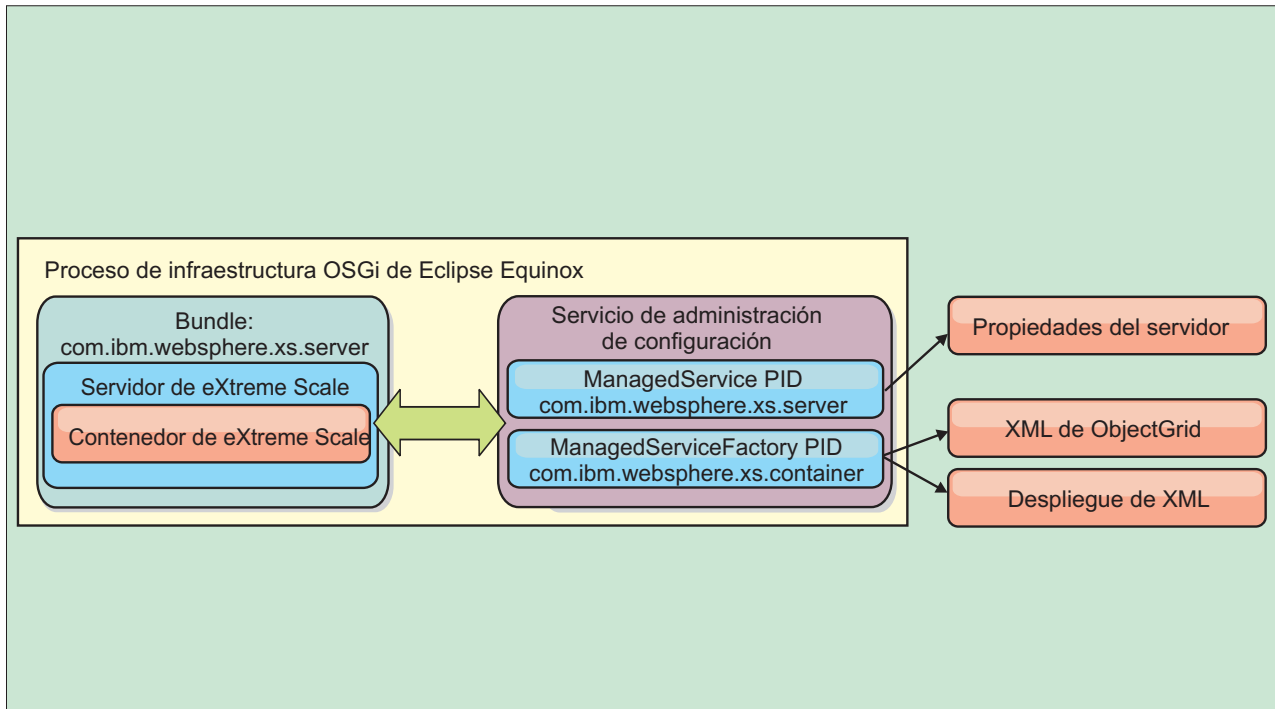 Proceso de infraestructura OSGi de Eclipse Equinox
Bundle:
com.ibm.websphere.xs.server
Servidor de eXtreme Scale
Contenedor de eXtreme Scale
Servicio de administración
de configuración
ManagedService PID
com.ibm.websphere.xs.server
ManagedServiceFactory PID
com.ibm.websphere.xs.container
Propiedades del servidor
XML de ObjectGrid
Despliegue de XML